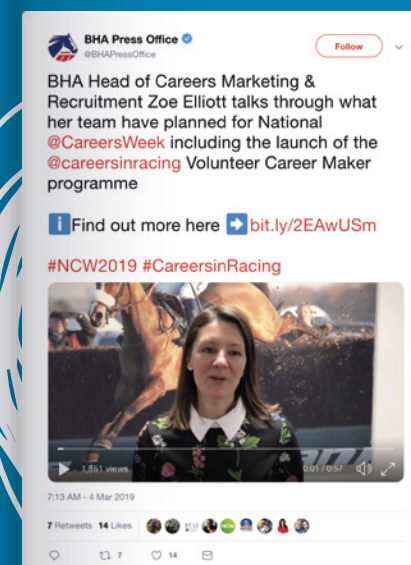 BHA Press Office
@BHAPressOffice
Follow
BHA Head of Careers Marketing &
Recruitment Zoe Elliott talks through what
her team have planned for National
@CareersWeek including the launch of the
@careersinracing Volunteer Career Maker
programme
Find out more here bit.ly/2EAwUSm
#NCW2019 #CareersinRacing
1,851 views
0:01 / 0:57
7:13 AM - 4 Mar 2019
7 Retweets 14 Likes
7 14